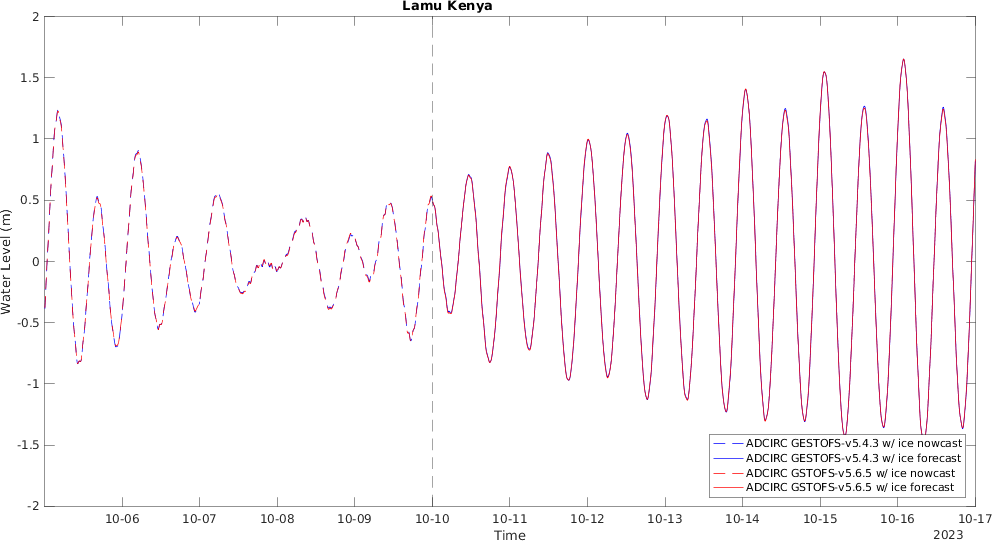 Lamu Kenya
2
1.5
1
0.5
0
-0.5
-1
-1.5
-2
Water Level (m)
ADCIRC GESTOFS-v5.4.3 w/ ice nowcast
ADCIRC GESTOFS-v5.4.3 w/ ice forecast
ADCIRC GSTOFS-v5.6.5 w/ ice nowcast
ADCIRC GSTOFS-v5.6.5 w/ ice forecast
10-06 10-07 10-08 10-09 10-10 10-11 10-12 10-13 10-14 10-15 10-16 10-17
Time
2023